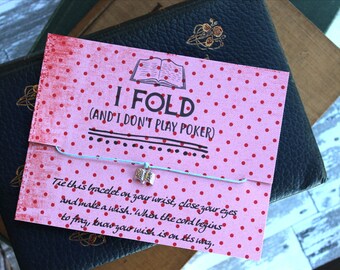 I FOLD
(AND I DON'T PLAY POKER)
Tie this bracelet on your wrist, close your eyes
and make a wish. When the cord begins
to fray, know your wish is on its way.